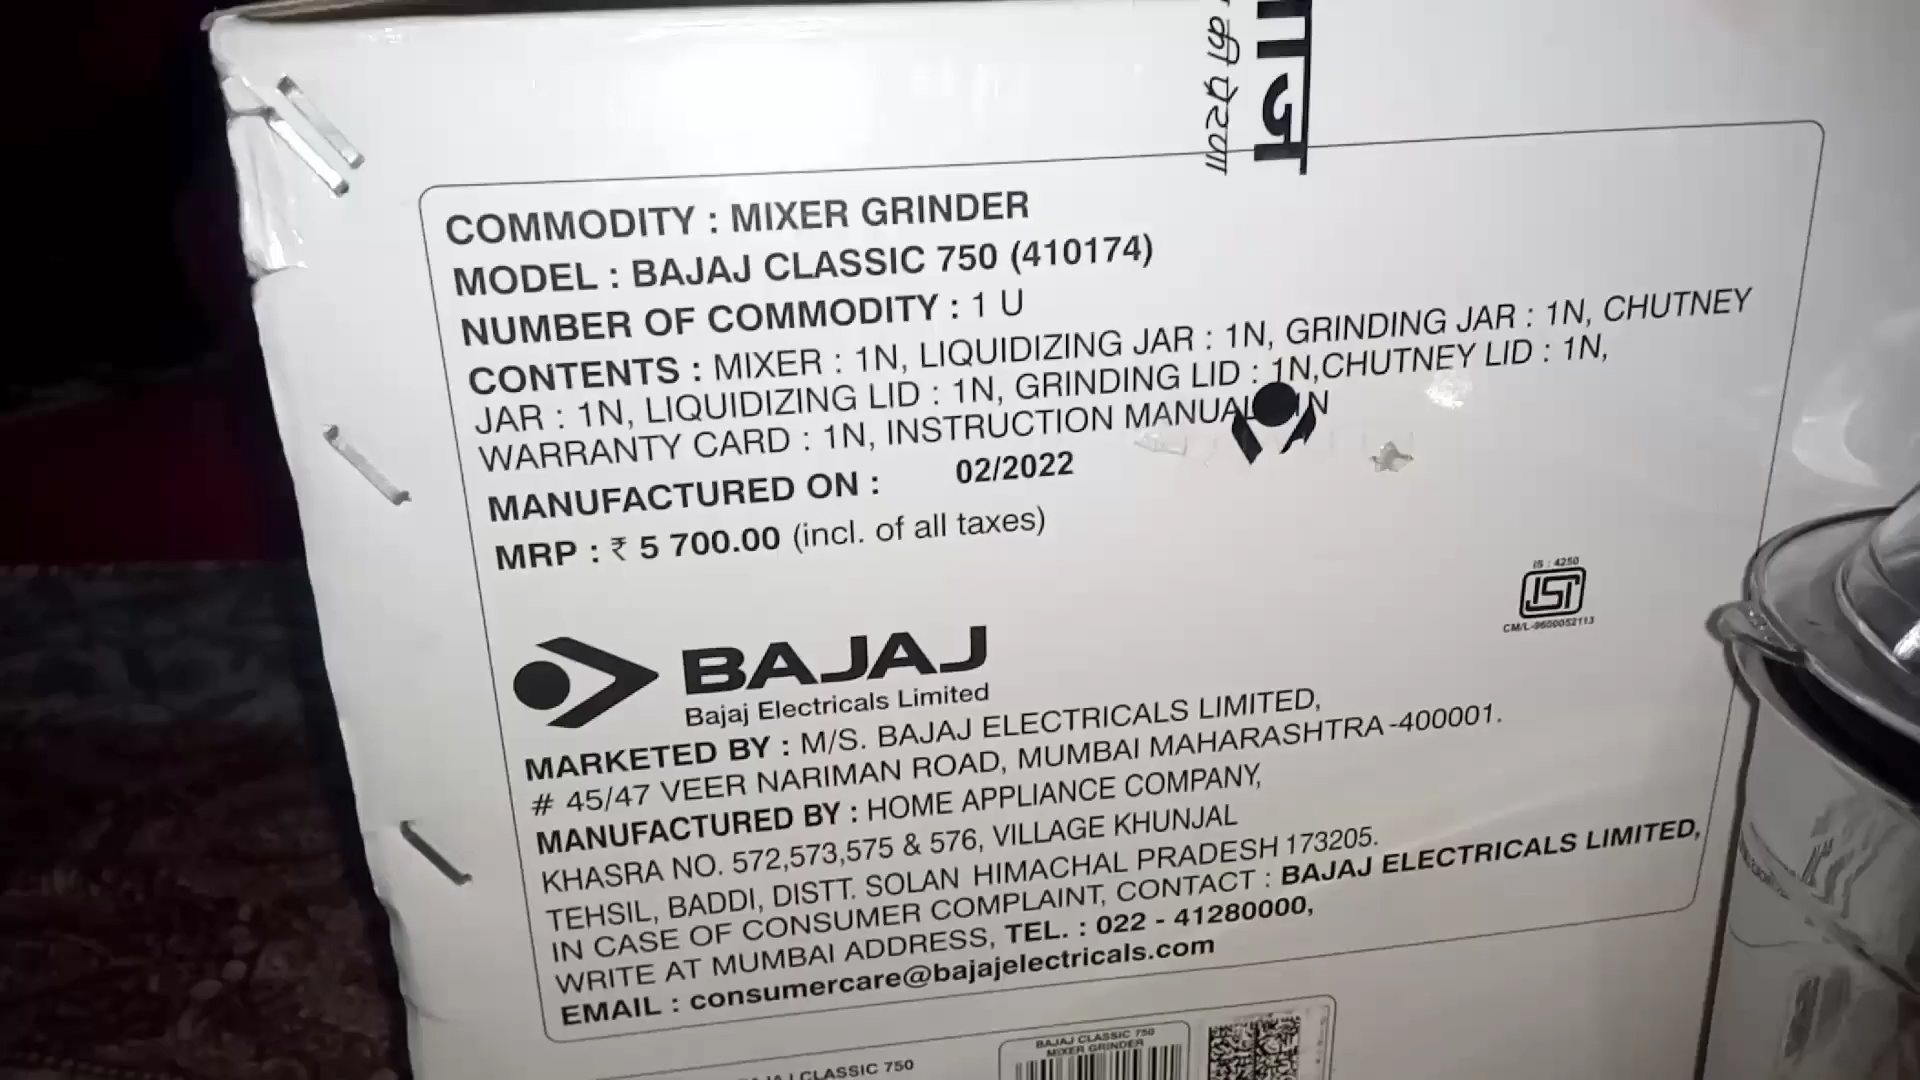 की प्रेरणा
COMMODITY : MIXER GRINDER
MODEL : BAJAJ CLASSIC 750 (410174)
NUMBER OF COMMODITY : 1 U
CONTENTS : MIXER : 1N, LIQUIDIZING JAR : 1N, GRINDING JAR : 1N, CHUTNEY
JAR : 1N, LIQUIDIZING LID : 1N, GRINDING LID : 1N,CHUTNEY LID : 1N,
WARRANTY CARD : 1N, INSTRUCTION MANUAL 1N
MANUFACTURED ON : 02/2022
MRP : ₹ 5 700.00 (incl. of all taxes)
IS : 4250
ISI
CM/L-9600052113
BAJAJ
Bajaj Electricals Limited
MARKETED BY : M/S. BAJAJ ELECTRICALS LIMITED,
# 45/47 VEER NARIMAN ROAD, MUMBAI MAHARASHTRA-400001.
MANUFACTURED BY : HOME APPLIANCE COMPANY,
KHASRA NO. 572,573,575 & 576, VILLAGE KHUNJAL
TEHSIL, BADDI, DISTT. SOLAN HIMACHAL PRADESH 173205.
IN CASE OF CONSUMER COMPLAINT, CONTACT : BAJAJ ELECTRICALS LIMITED,
WRITE AT MUMBAI ADDRESS, TEL. : 022 - 41280000,
EMAIL : consumercare@bajajelectricals.com
CLASSIC 750
BAJAJ CLASSIC 750
MIXER GRINDER